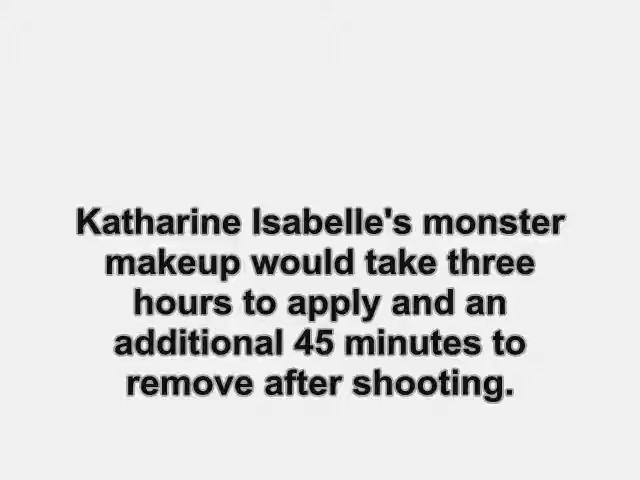 Katharine Isabelle's monster
makeup would take three
hours to apply and an
additional 45 minutes to
remove after shooting.